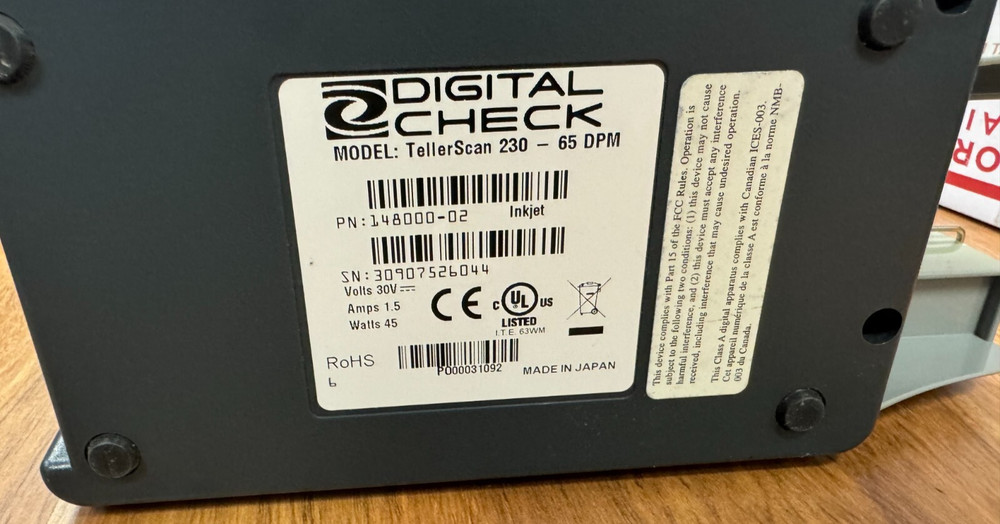 DIGITAL
CHECK
MODEL: TellerScan 230 - 65 DPM
PN:148000-02 Inkjet
SN:30907526044
Volts 30V
Amps 1.5
Watts 45
CE
c UL US
LISTED
I.T.E. 63WM
RoHS
6
P000031092
MADE IN JAPAN
This device complies with Part 15 of the FCC Rules. Operation is
subject to the following two conditions: (1) this device may not cause
harmful interference, and (2) this device must accept any interference
received, including interference that may cause undesired operation.
This Class A digital apparatus complies with Canadian ICES-003.
Cet appareil numérique de la classe A est conforme à la norme NMB-
003 du Canada.